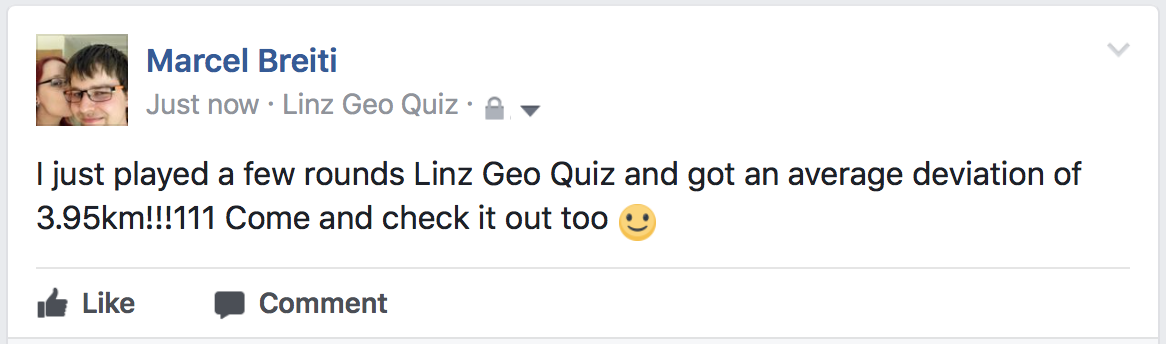 Marcel Breiti
Just now · Linz Geo Quiz ·
I just played a few rounds Linz Geo Quiz and got an average deviation of
3.95km!!!111 Come and check it out too 🙂
Like Comment